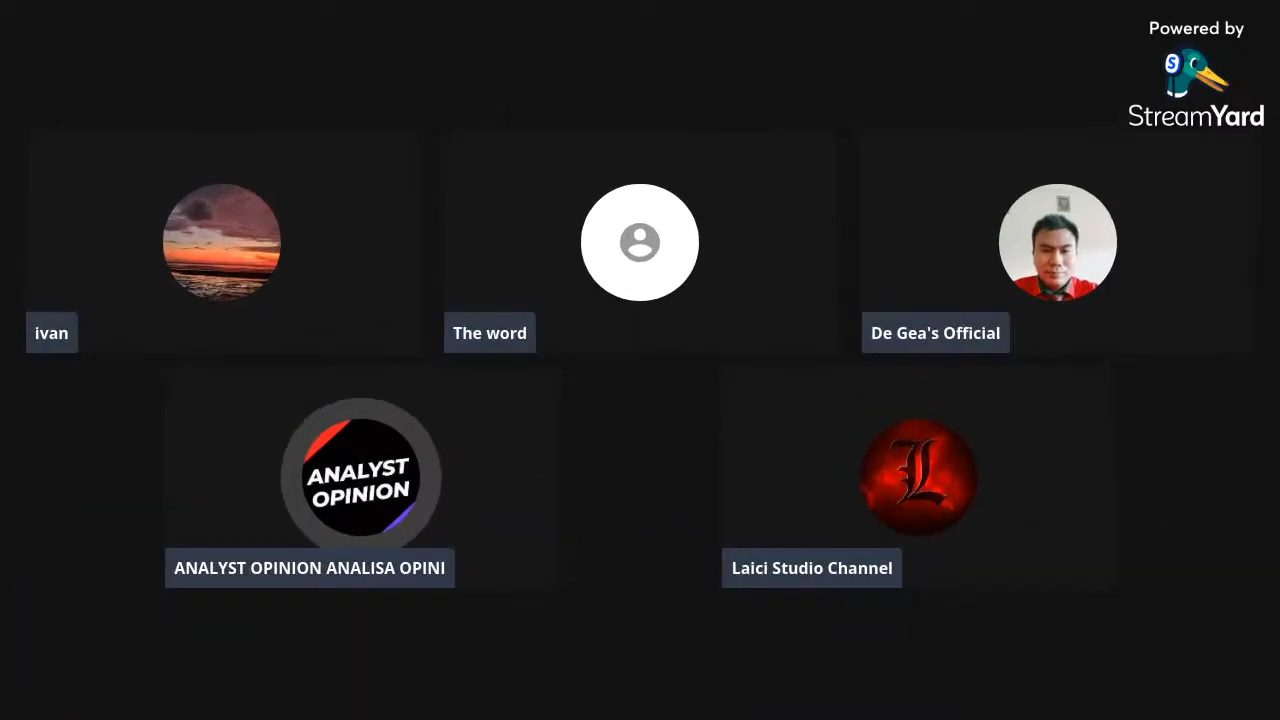 Powered by
S
StreamYard
ivan
The word
De Gea's Official
ANALYST
OPINION
ANALYST OPINION ANALISA OPINI
L
Laici Studio Channel